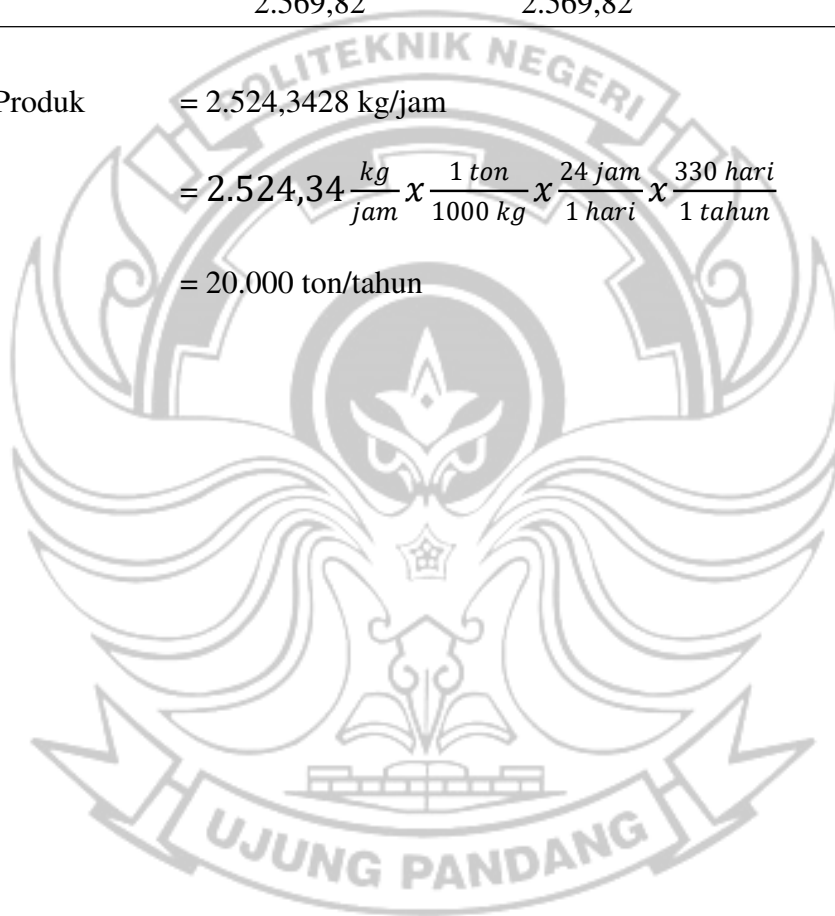 2.569,82 2.569,82
POLITEKNIK NEGERI
Produk = 2.524,3428 kg/jam
= 2.524,34 kg/jam x 1 ton/1000 kg x 24 jam/1 hari x 330 hari/1 tahun
= 20.000 ton/tahun
UJUNG PANDANG